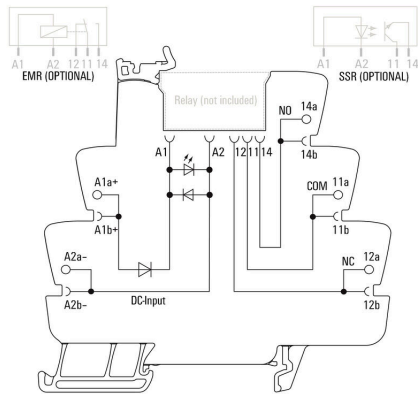 A1 A2 12 11 14
EMR (OPTIONAL)
A1 A2 11 14
SSR (OPTIONAL)
Relay (not included)
NO 14a
A1 A2 12 11 14 14b
A1a+
COM 11a
A1b+
11b
A2a–
NC 12a
DC-Input
A2b–
12b